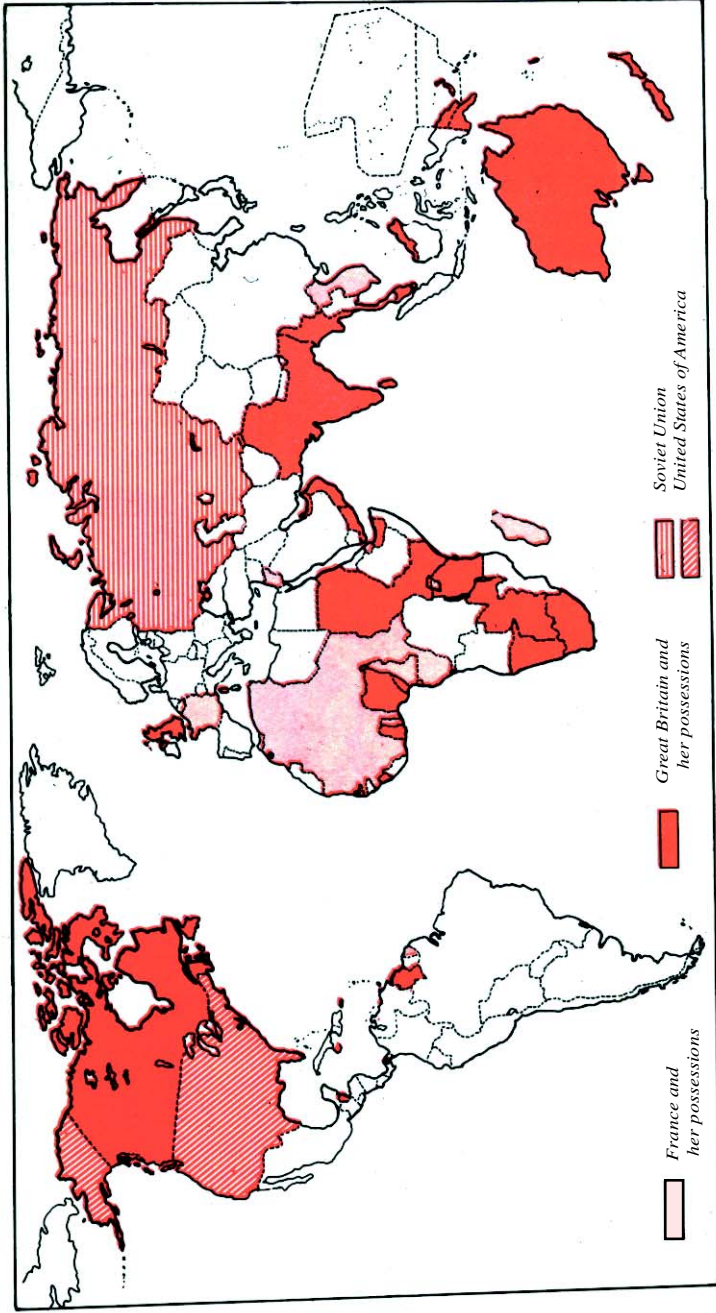 France and
her possessions
Great Britain and
her possessions
Soviet Union
United States of America